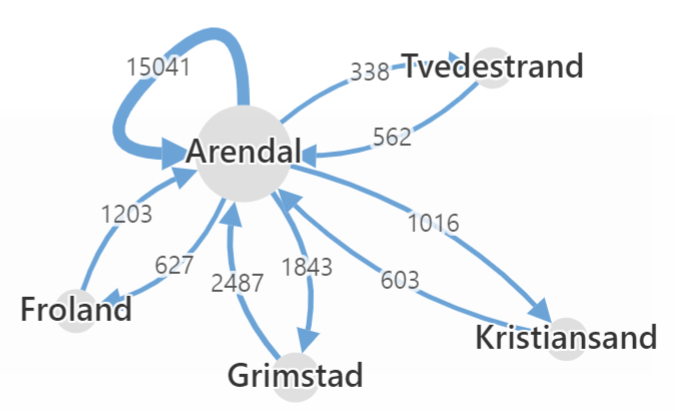 15041
338
Tvedestrand
562
Arendal
1203
1016
627
2487
1843
603
Froland
Kristiansand
Grimstad